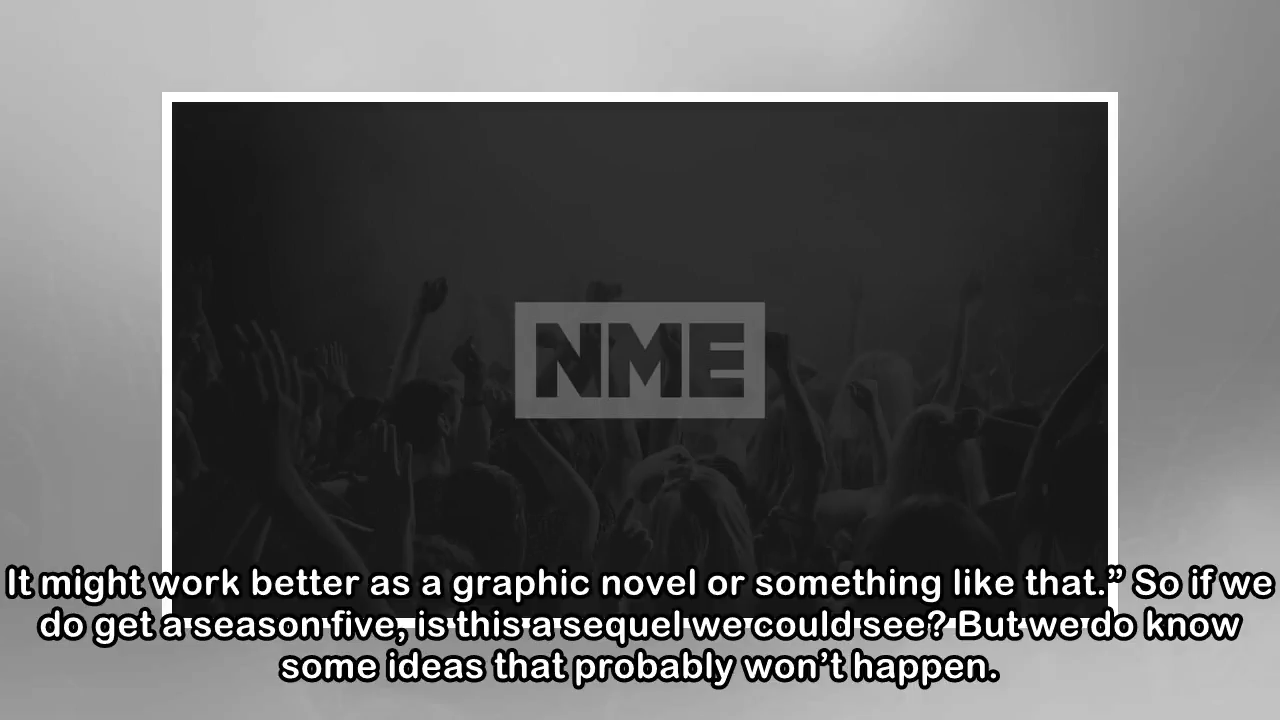 NME
It might work better as a graphic novel or something like that.” So if we
do get a season five, is this a sequel we could see? But we do know
some ideas that probably won’t happen.